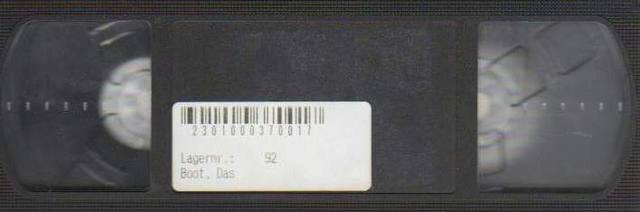 2301000370017
Lagernr.: 92
Boot, Das